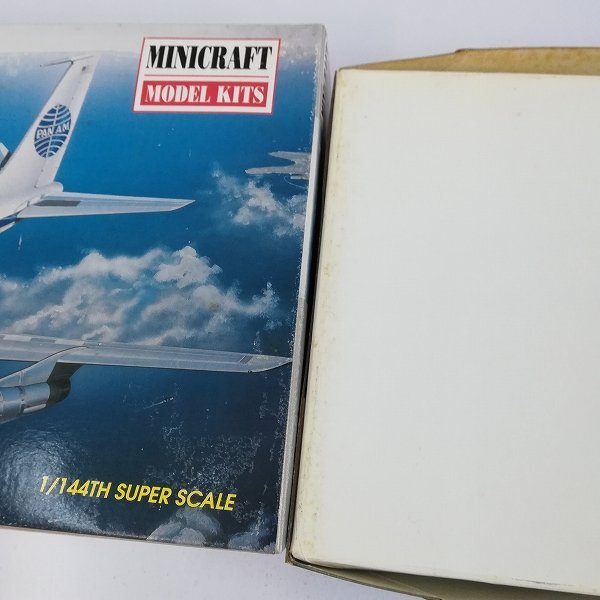 MINICRAFT
MODEL KITS
PAN AM
1/144TH SUPER SCALE